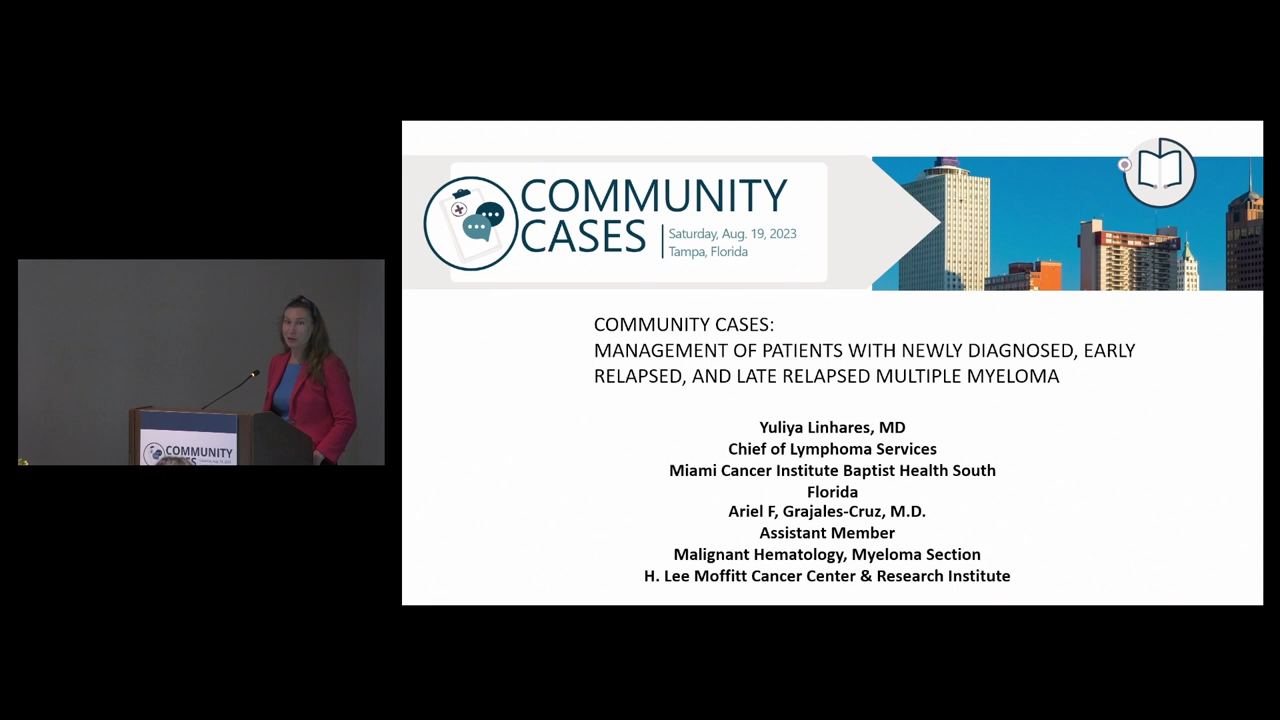 COMMUNITY
CASES
Saturday, Aug. 19, 2023
Tampa, Florida
COMMUNITY CASES:
MANAGEMENT OF PATIENTS WITH NEWLY DIAGNOSED, EARLY
RELAPSED, AND LATE RELAPSED MULTIPLE MYELOMA
Yuliya Linhares, MD
Chief of Lymphoma Services
Miami Cancer Institute Baptist Health South
Florida
Ariel F, Grajales-Cruz, M.D.
Assistant Member
Malignant Hematology, Myeloma Section
H. Lee Moffitt Cancer Center & Research Institute
COMMUNITY